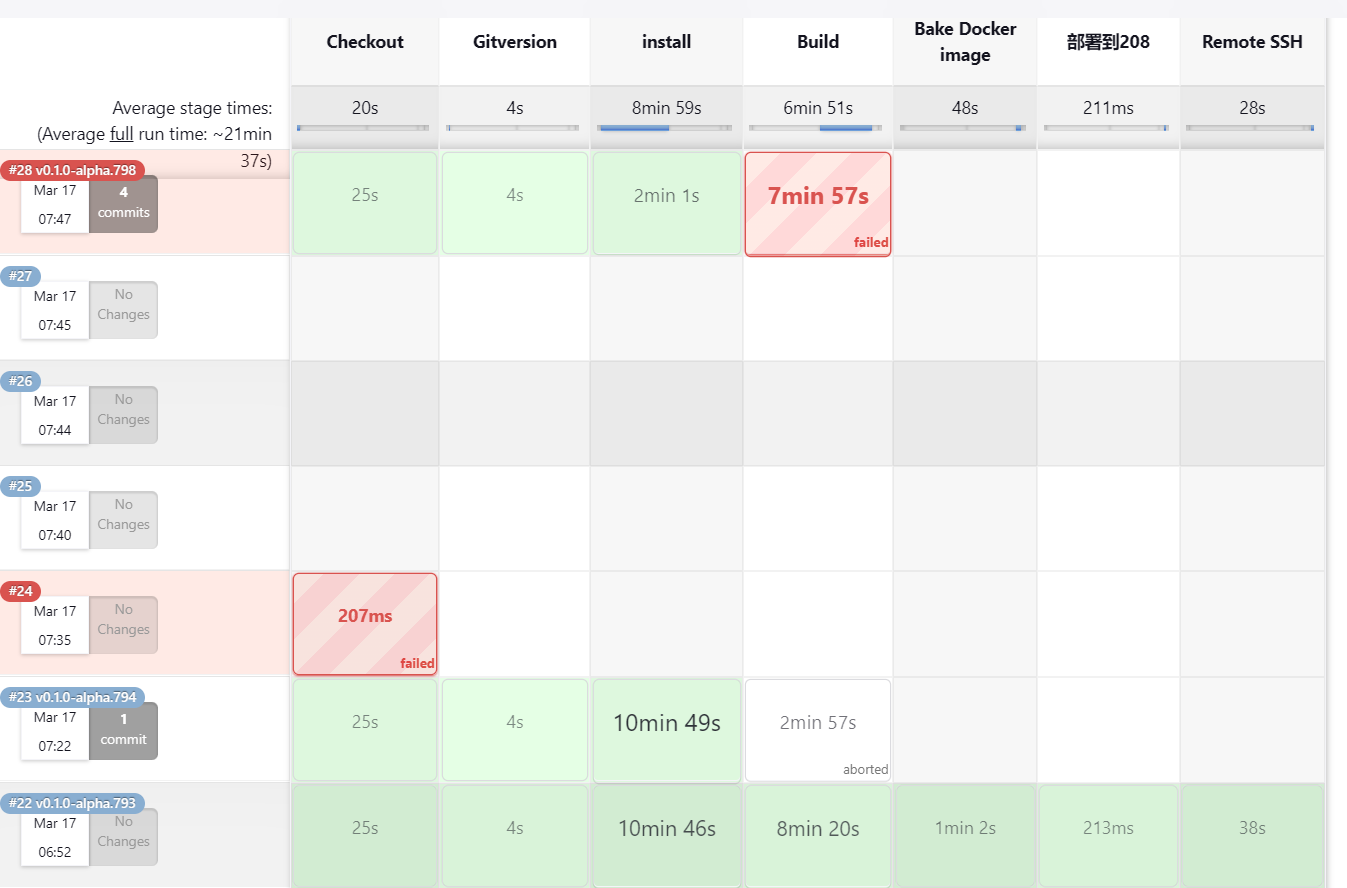 Checkout
Gitversion
install
Build
Bake Docker
image
部署到208
Remote SSH
Average stage times:
(Average full run time: ~21min
37s)
20s
4s
8min 59s
6min 51s
48s
211ms
28s
#28 v0.1.0-alpha.798
Mar 17
07:47
4
commits
25s
4s
2min 1s
7min 57s
failed
#27
Mar 17
07:45
No
Changes
#26
Mar 17
07:44
No
Changes
#25
Mar 17
07:40
No
Changes
#24
Mar 17
07:35
No
Changes
207ms
failed
#23 v0.1.0-alpha.794
Mar 17
07:22
1
commit
25s
4s
10min 49s
2min 57s
aborted
#22 v0.1.0-alpha.793
Mar 17
06:52
No
Changes
25s
4s
10min 46s
8min 20s
1min 2s
213ms
38s